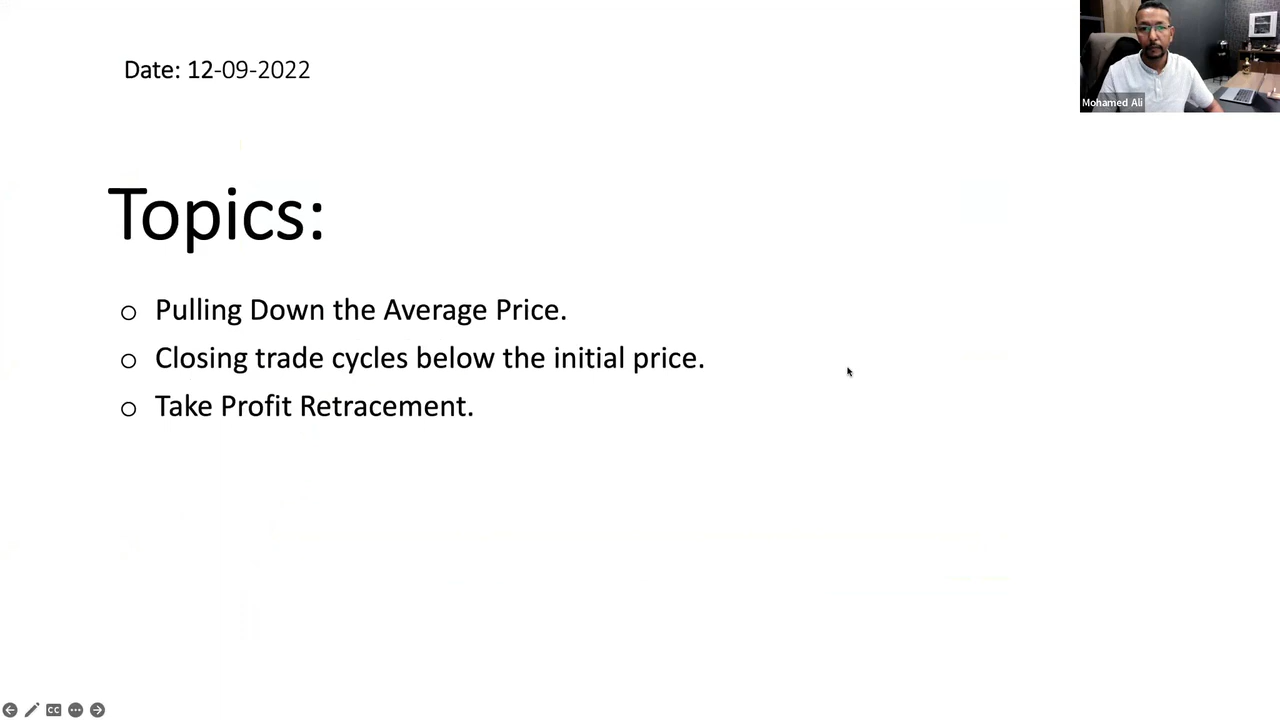 Date: 12-09-2022
Mohamed Ali
Topics:
Pulling Down the Average Price.
Closing trade cycles below the initial price.
Take Profit Retracement.
CC